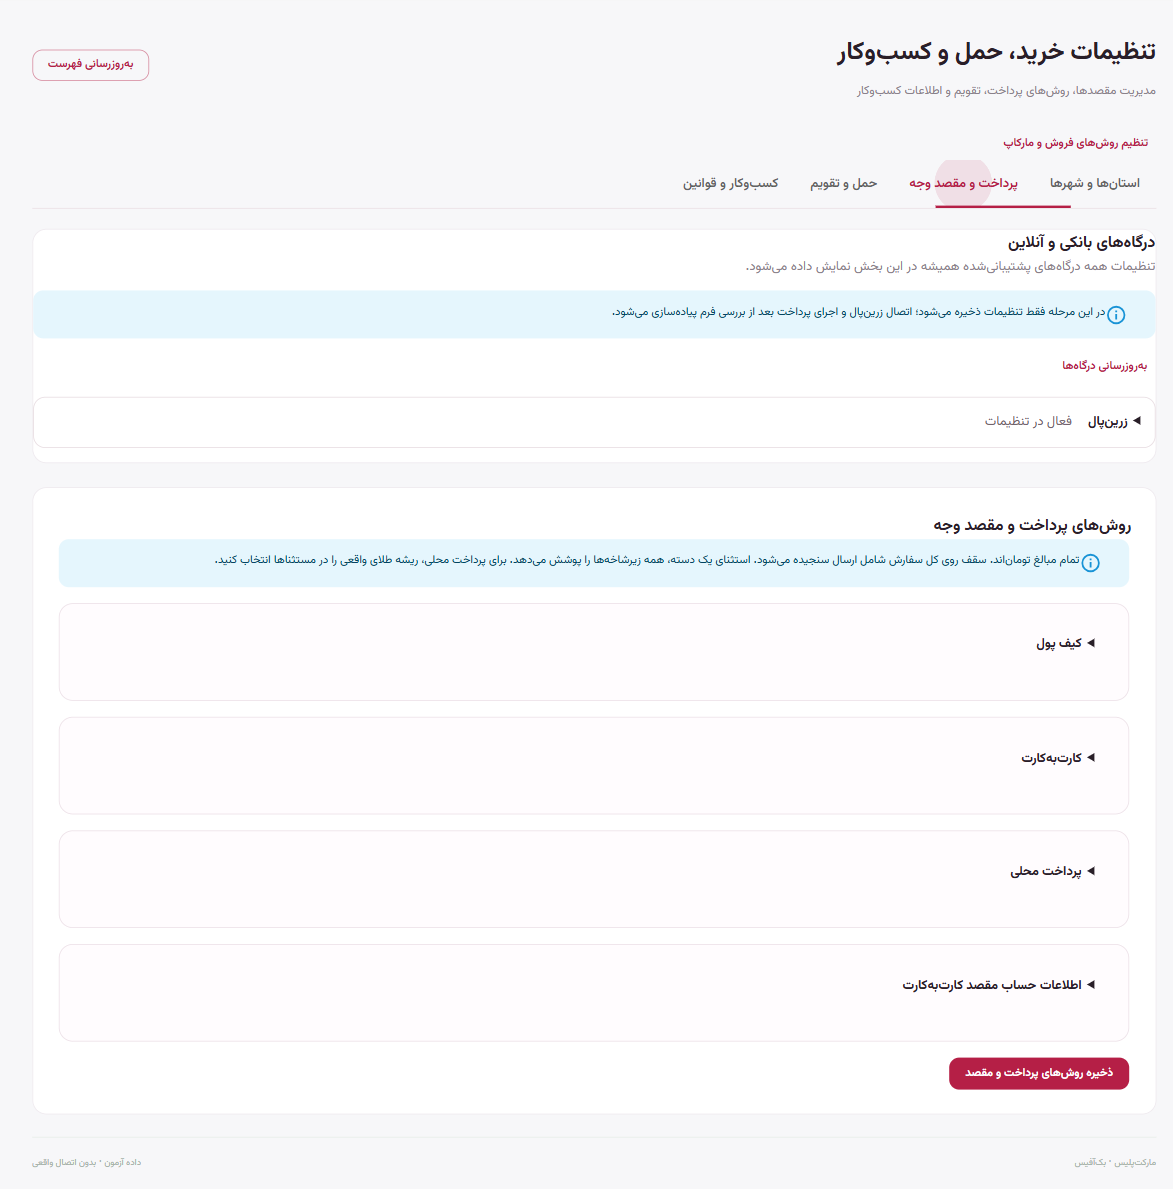 تنظیمات خرید، حمل و کسب‌وکار
به‌روزرسانی فهرست
مدیریت مقصدها، روش‌های پرداخت، تقویم و اطلاعات کسب‌وکار
تنظیم روش‌های فروش و مارکاپ
استان‌ها و شهرها
پرداخت و مقصد وجه
حمل و تقویم
کسب‌وکار و قوانین
درگاه‌های بانکی و آنلاین
تنظیمات همه درگاه‌های پشتیبانی‌شده همیشه در این بخش نمایش داده می‌شود.
در این مرحله فقط تنظیمات ذخیره می‌شود؛ اتصال زرین‌پال و اجرای پرداخت بعد از بررسی فرم پیاده‌سازی می‌شود.
به‌روزرسانی درگاه‌ها
زرین‌پال فعال در تنظیمات
روش‌های پرداخت و مقصد وجه
تمام مبالغ تومان‌اند. سقف روی کل سفارش شامل ارسال سنجیده می‌شود. استثنای یک دسته، همه زیرشاخه‌ها را پوشش می‌دهد. برای پرداخت محلی، ریشه طلای واقعی را در مستثناها انتخاب کنید.
کیف پول
کارت‌به‌کارت
پرداخت محلی
اطلاعات حساب مقصد کارت‌به‌کارت
ذخیره روش‌های پرداخت و مقصد
مارکت‌پلیس • بک‌آفیس
داده آزمون • بدون اتصال واقعی